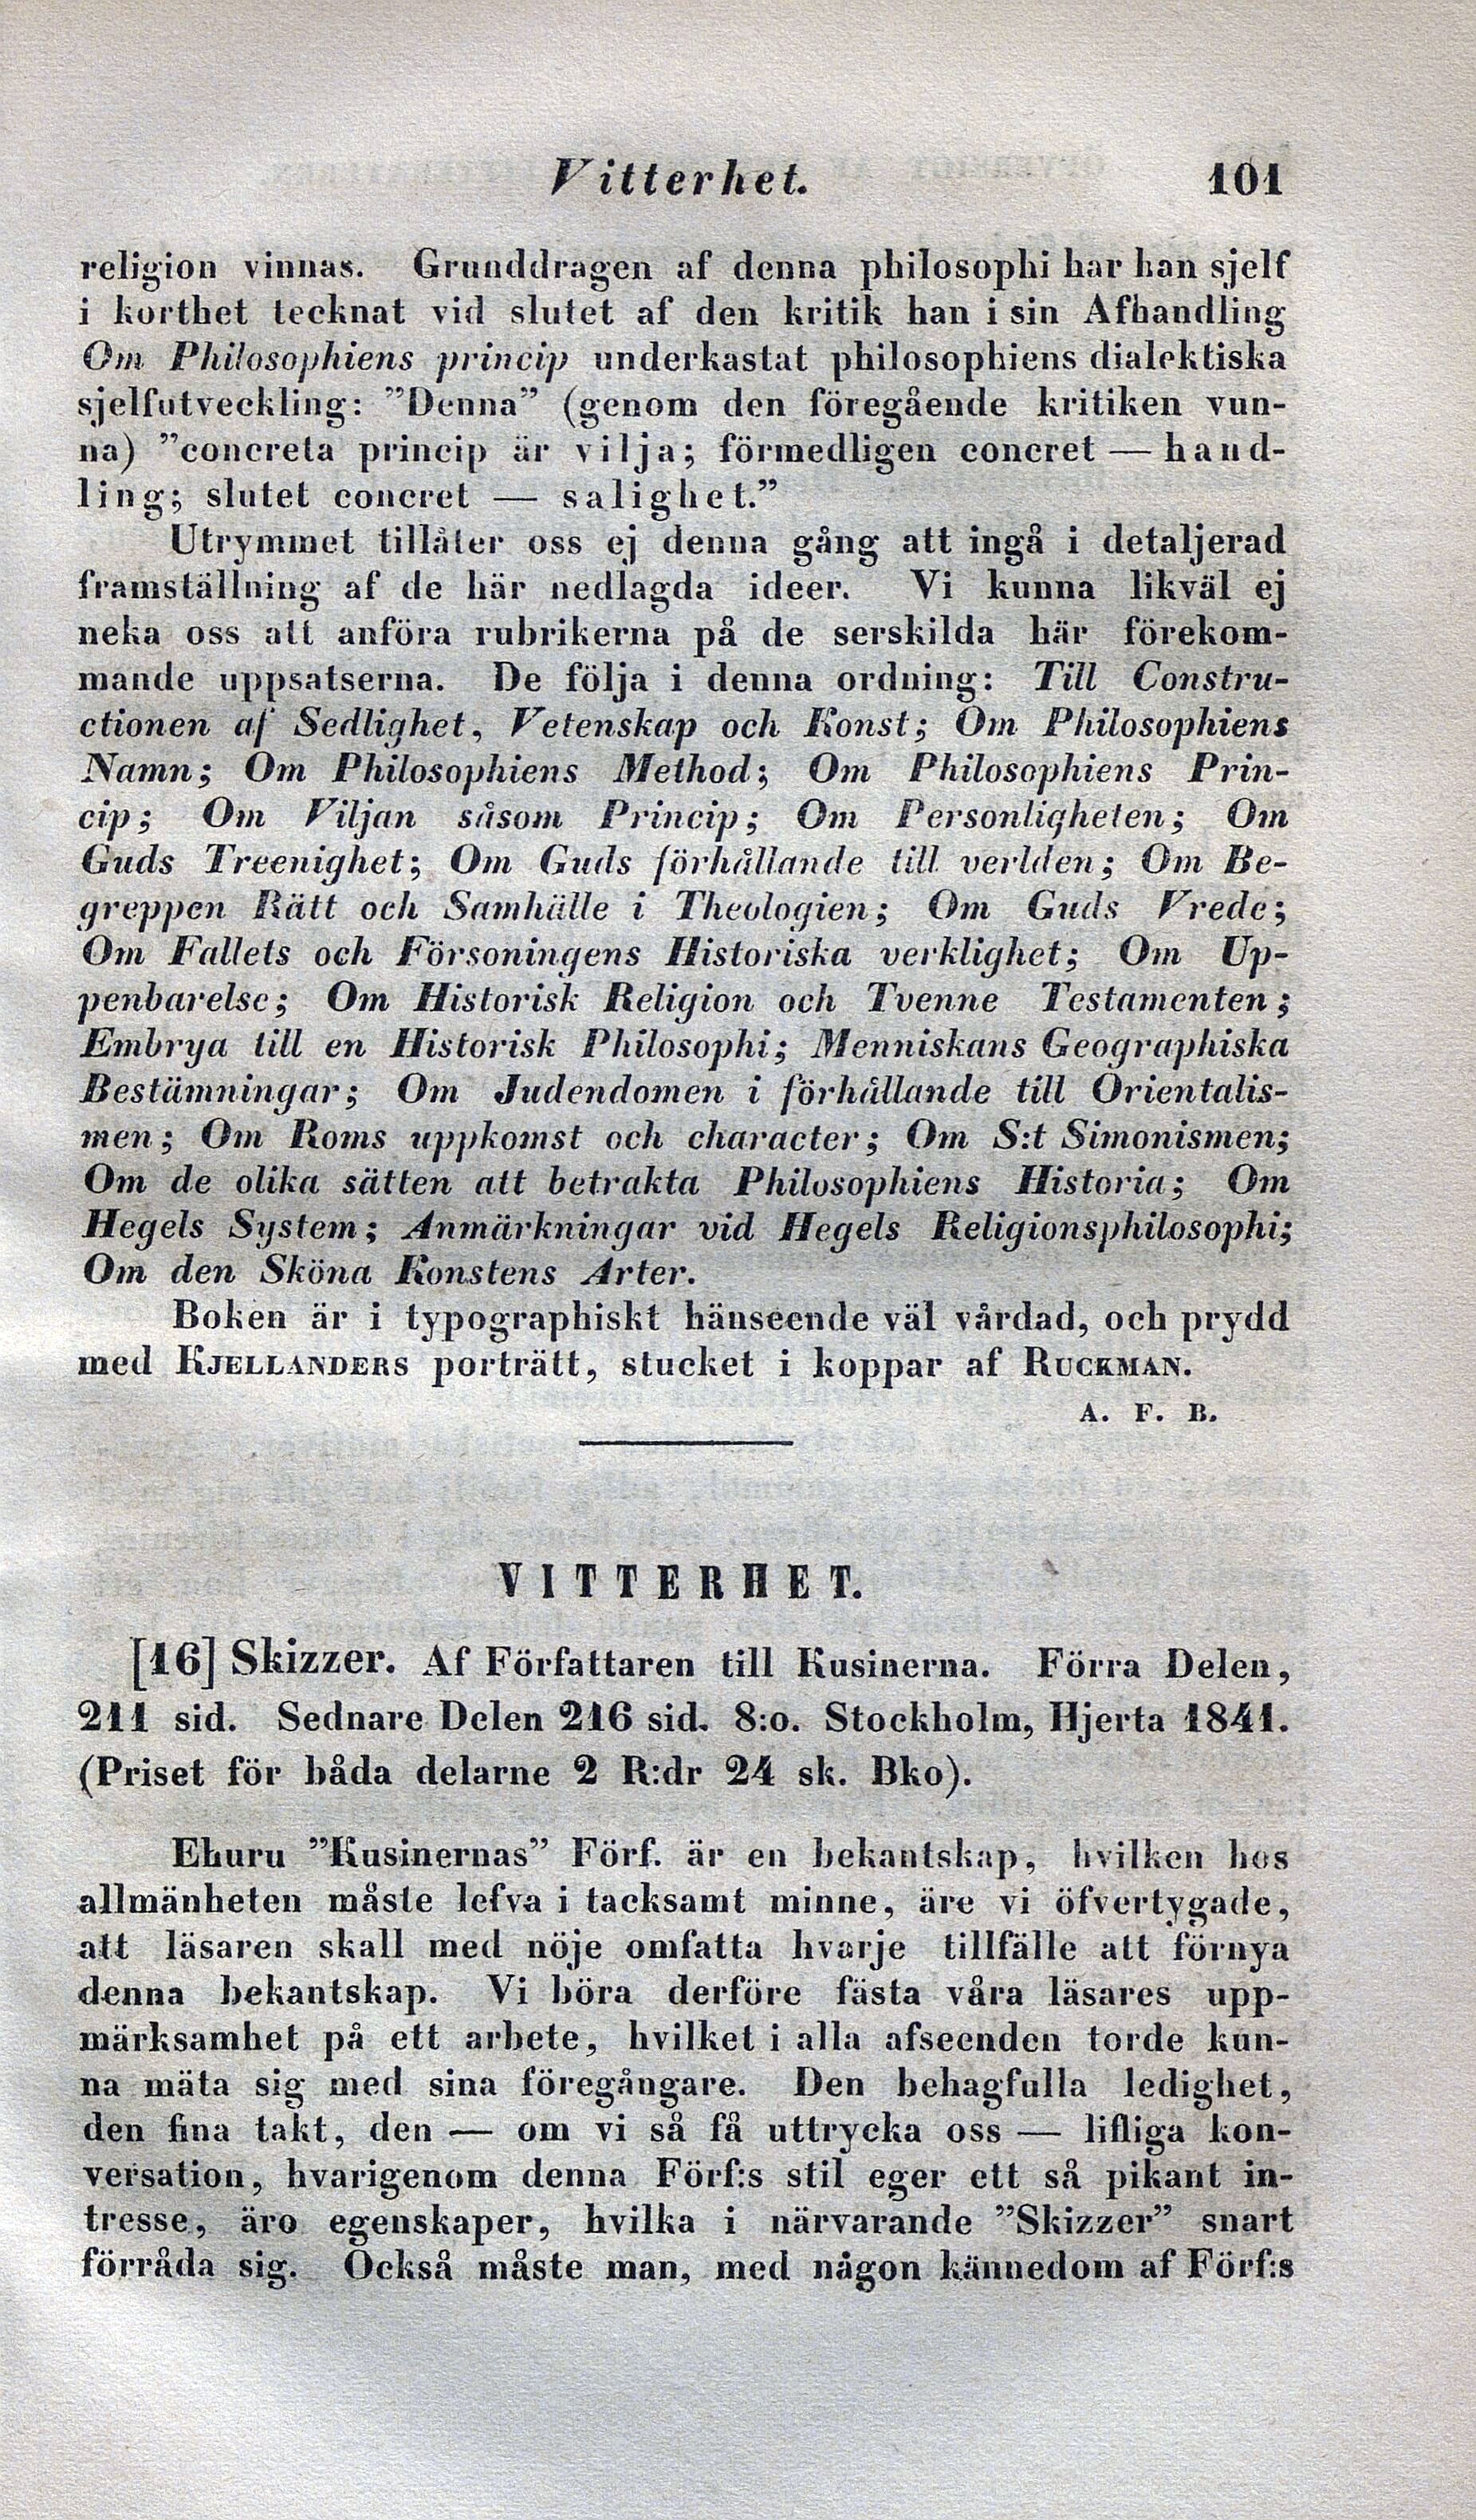 Vitterhet. 101
religion vinnas. Grunddragen af denna philosophi har han sjelf
i korthet tecknat vid slutet af den kritik han i sin Afhandling
Om Philosophiens princip underkastat philosophiens dialektiska
sjelfutveckling: ”Denna” (genom den föregående kritiken vun-
na) ”concreta princip är vilja; förmedligen concret — hand-
ling; slutet concret — salighet.”
Utrymmet tillåter oss ej denna gång att ingå i detaljerad
framställning af de här nedlagda ideer. Vi kunna likväl ej
neka oss att anföra rubrikerna på de serskilda här förekom-
mande uppsatserna. De följa i denna ordning: Till Constru-
ctionen af Sedlighet, Vetenskap och Konst; Om Philosophiens
Namn; Om Philosophiens Method; Om Philosophiens Prin-
cip; Om Viljan såsom Princip; Om Personligheten; Om
Guds Treenighet; Om Guds förhållande till verlden; Om Be-
greppen Rätt och Samhälle i Theologien; Om Guds Vrede;
Om Fallets och Försoningens Historiska verklighet; Om Up-
penbarelse; Om Historisk Religion och Tvenne Testamenten;
Embrya till en Historisk Philosophi; Menniskans Geographiska
Bestämningar; Om Judendomen i förhållande till Orientalis-
men; Om Roms uppkomst och character; Om S:t Simonismen;
Om de olika sätten att betrakta Philosophiens Historia; Om
Hegels System; Anmärkningar vid Hegels Religionsphilosophi;
Om den Sköna Konstens Arter.
Boken är i typographiskt hänseende väl vårdad, och prydd
med KJELLANDERS porträtt, stucket i koppar af RUCKMAN.
A. F. B.
VITTERHET.
[16] Skizzer. Af Författaren till Kusinerna. Förra Delen,
211 sid. Sednare Delen 216 sid. 8:o. Stockholm, Hjerta 1841.
(Priset för båda delarne 2 R:dr 24 sk. Bko).
Ehuru ”Kusinernas” Förf. är en bekantskap, hvilken hos
allmänheten måste lefva i tacksamt minne, äre vi öfvertygade,
att läsaren skall med nöje omfatta hvarje tillfälle att förnya
denna bekantskap. Vi böra derföre fästa våra läsares upp-
märksamhet på ett arbete, hvilket i alla afseenden torde kun-
na mäta sig med sina föregångare. Den behagfulla ledighet,
den fina takt, den — om vi så få uttrycka oss — lifliga kon-
versation, hvarigenom denna Förf:s stil eger ett så pikant in-
tresse, äro egenskaper, hvilka i närvarande ”Skizzer” snart
förråda sig. Också måste man, med någon kännedom af Förf:s